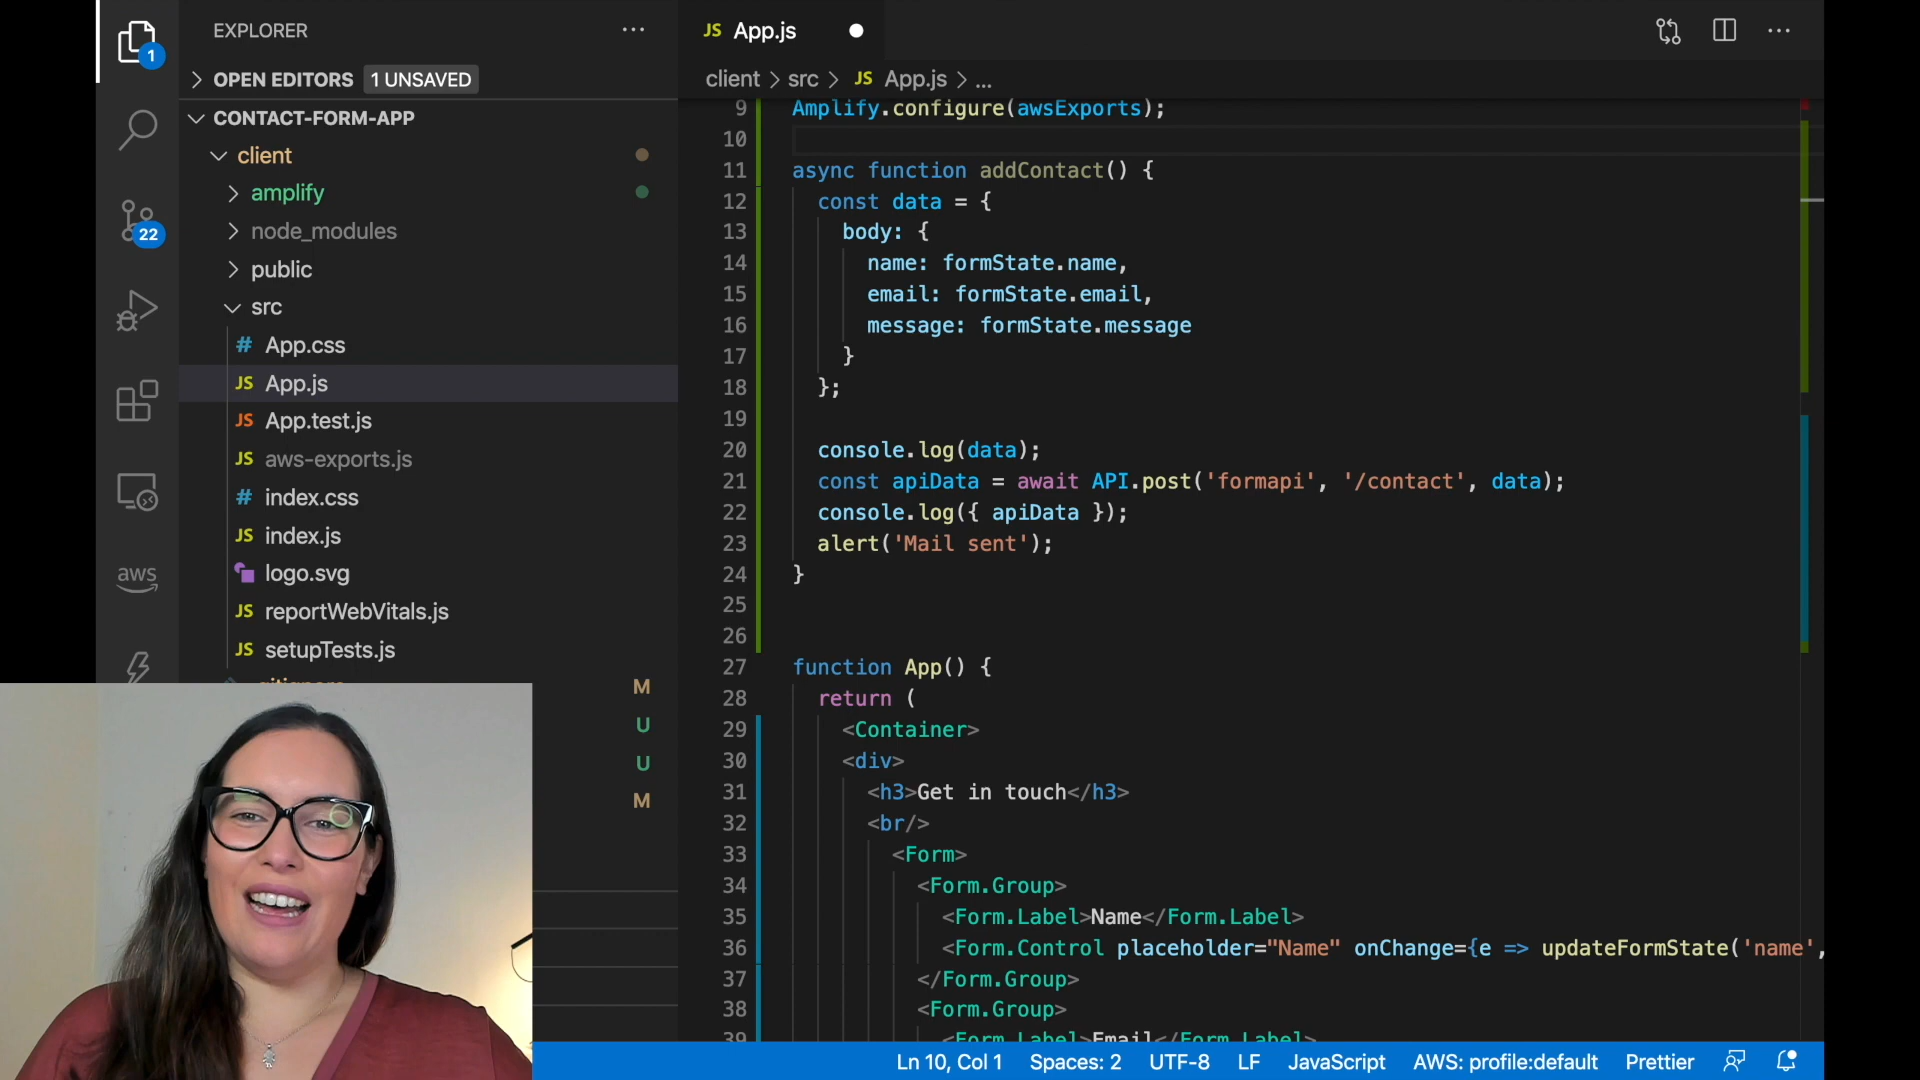 EXPLORER
1
OPEN EDITORS 1 UNSAVED
CONTACT-FORM-APP
client
amplify
node_modules
public
src
App.css
JS App.js
JS App.test.js
JS aws-exports.js
index.css
JS index.js
logo.svg
JS reportWebVitals.js
JS setupTests.js
22
aws
M
U
U
M
JS App.js
client > src > JS App.js > ...
9 Amplify.configure(awsExports);
10
11 async function addContact() {
12 const data = {
13 body: {
14 name: formState.name,
15 email: formState.email,
16 message: formState.message
17 }
18 };
19
20 console.log(data);
21 const apiData = await API.post('formapi', '/contact', data);
22 console.log({ apiData });
23 alert('Mail sent');
24 }
25
26
27 function App() {
28 return (
29 <Container>
30 <div>
31 <h3>Get in touch</h3>
32 <br/>
33 <Form>
34 <Form.Group>
35 <Form.Label>Name</Form.Label>
36 <Form.Control placeholder="Name" onChange={e => updateFormState('name',
37 </Form.Group>
38 <Form.Group>
39 <Form.Label>Email</Form.Label>
Ln 10, Col 1 Spaces: 2 UTF-8 LF JavaScript AWS: profile:default Prettier